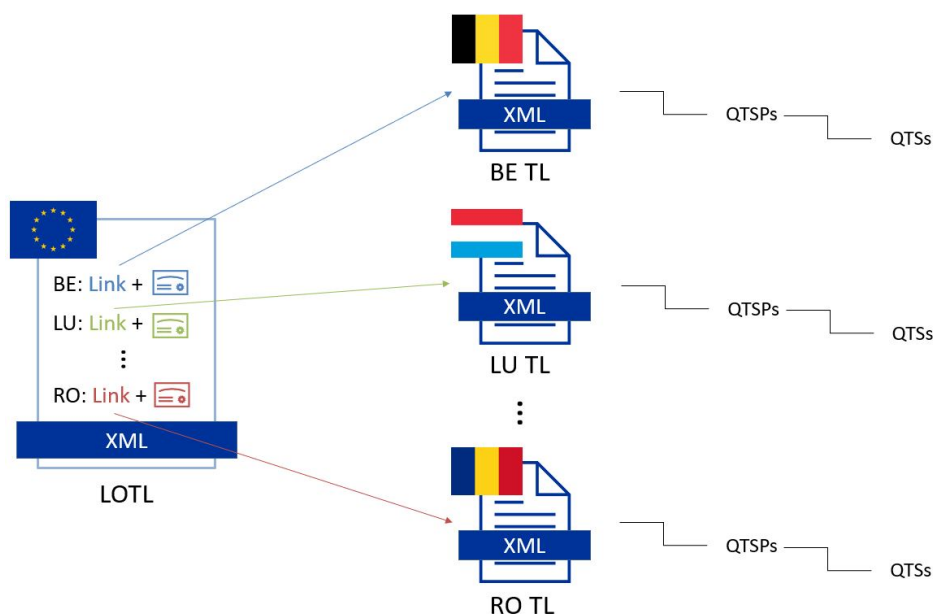 BE: Link +
LU: Link +
⋮
RO: Link +
XML
LOTL
XML
BE TL
QTSPs
QTSs
XML
LU TL
QTSPs
QTSs
⋮
XML
RO TL
QTSPs
QTSs